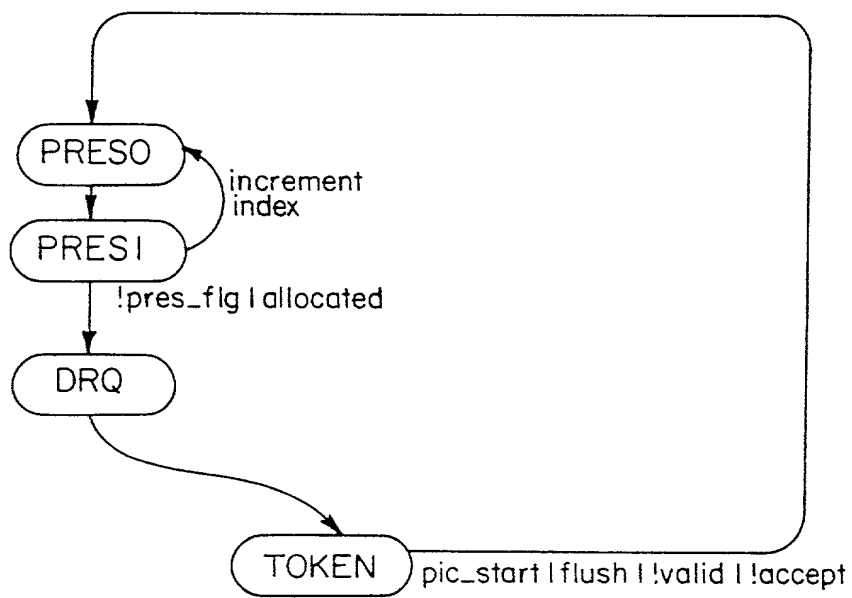 PRES0
increment
index
PRES1
!pres_flg | allocated
DRQ
TOKEN
pic_start | flush | !valid | !accept